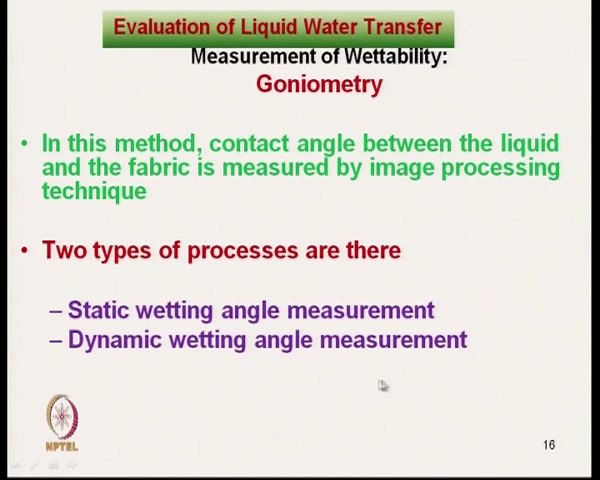 Evaluation of Liquid Water Transfer
Measurement of Wettability:
Goniometry
• In this method, contact angle between the liquid
and the fabric is measured by image processing
technique
• Two types of processes are there
– Static wetting angle measurement
– Dynamic wetting angle measurement
NPTEL
16